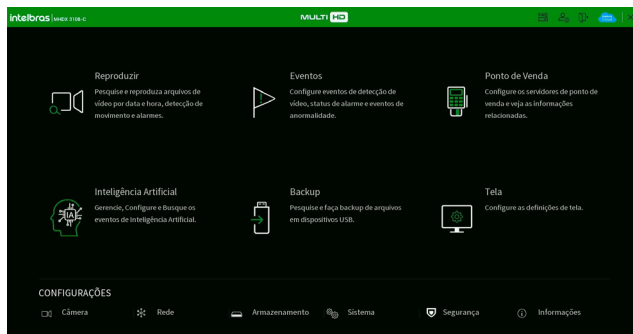 intelbras MHDX 3108-C
MULTI HD
Reproduzir
Pesquise e reproduza arquivos de
vídeo por data e hora, detecção de
movimento e alarmes.
Eventos
Configure eventos de detecção de
vídeo, status de alarme e eventos de
anormalidade.
Ponto de Venda
Configure os servidores de ponto de
venda e veja as informações
relacionadas.
Inteligência Artificial
Gerencie, Configure e Busque os
eventos de Inteligência Artificial.
IA
Backup
Pesquise e faça backup de arquivos
em dispositivos USB.
Tela
Configure as definições de tela.
CONFIGURAÇÕES
Câmera
Rede
Armazenamento
Sistema
Segurança
Informações